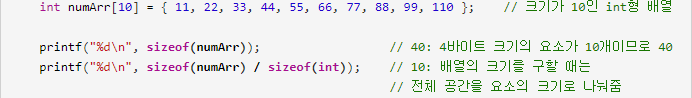 int numArr[10] = { 11, 22, 33, 44, 55, 66, 77, 88, 99, 110 };    // 크기가 10인 int형 배열
printf("%d\n", sizeof(numArr));                // 40: 4바이트 크기의 요소가 10개이므로 40
printf("%d\n", sizeof(numArr) / sizeof(int));    // 10: 배열의 크기를 구할 때는
// 전체 공간을 요소의 크기로 나눠줌